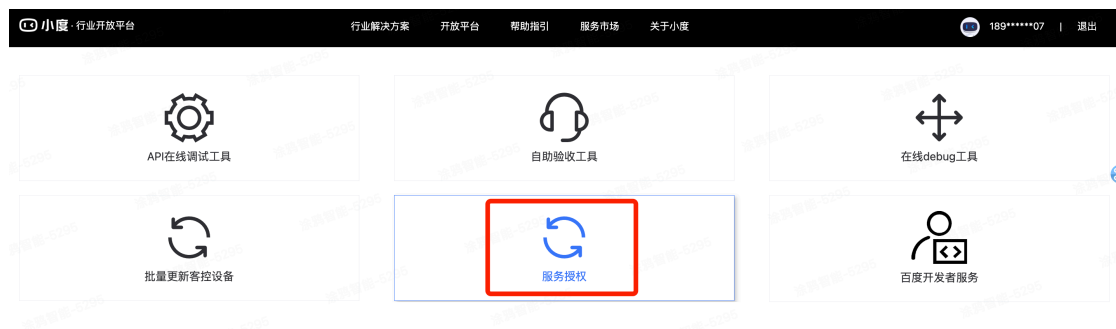 小度·行业开放平台 行业解决方案 开放平台 帮助指引 服务市场 关于小度 189******07 | 退出
API在线调试工具 自助验收工具 在线debug工具
批量更新客控设备 服务授权 百度开发者服务